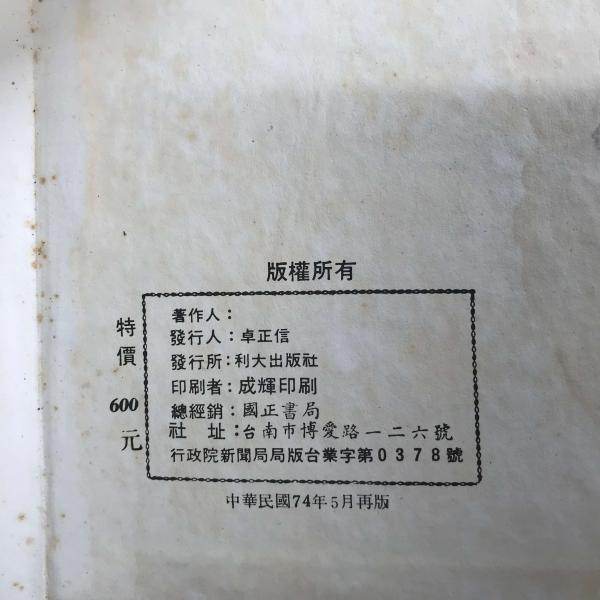 版權所有
著作人：
發行人：卓正信
發行所：利大出版社
印刷者：成輝印刷
總經銷：國正書局
社　址：台南市博愛路一二六號
行政院新聞局局版台業字第0378號
特價 600 元
中華民國74年5月再版